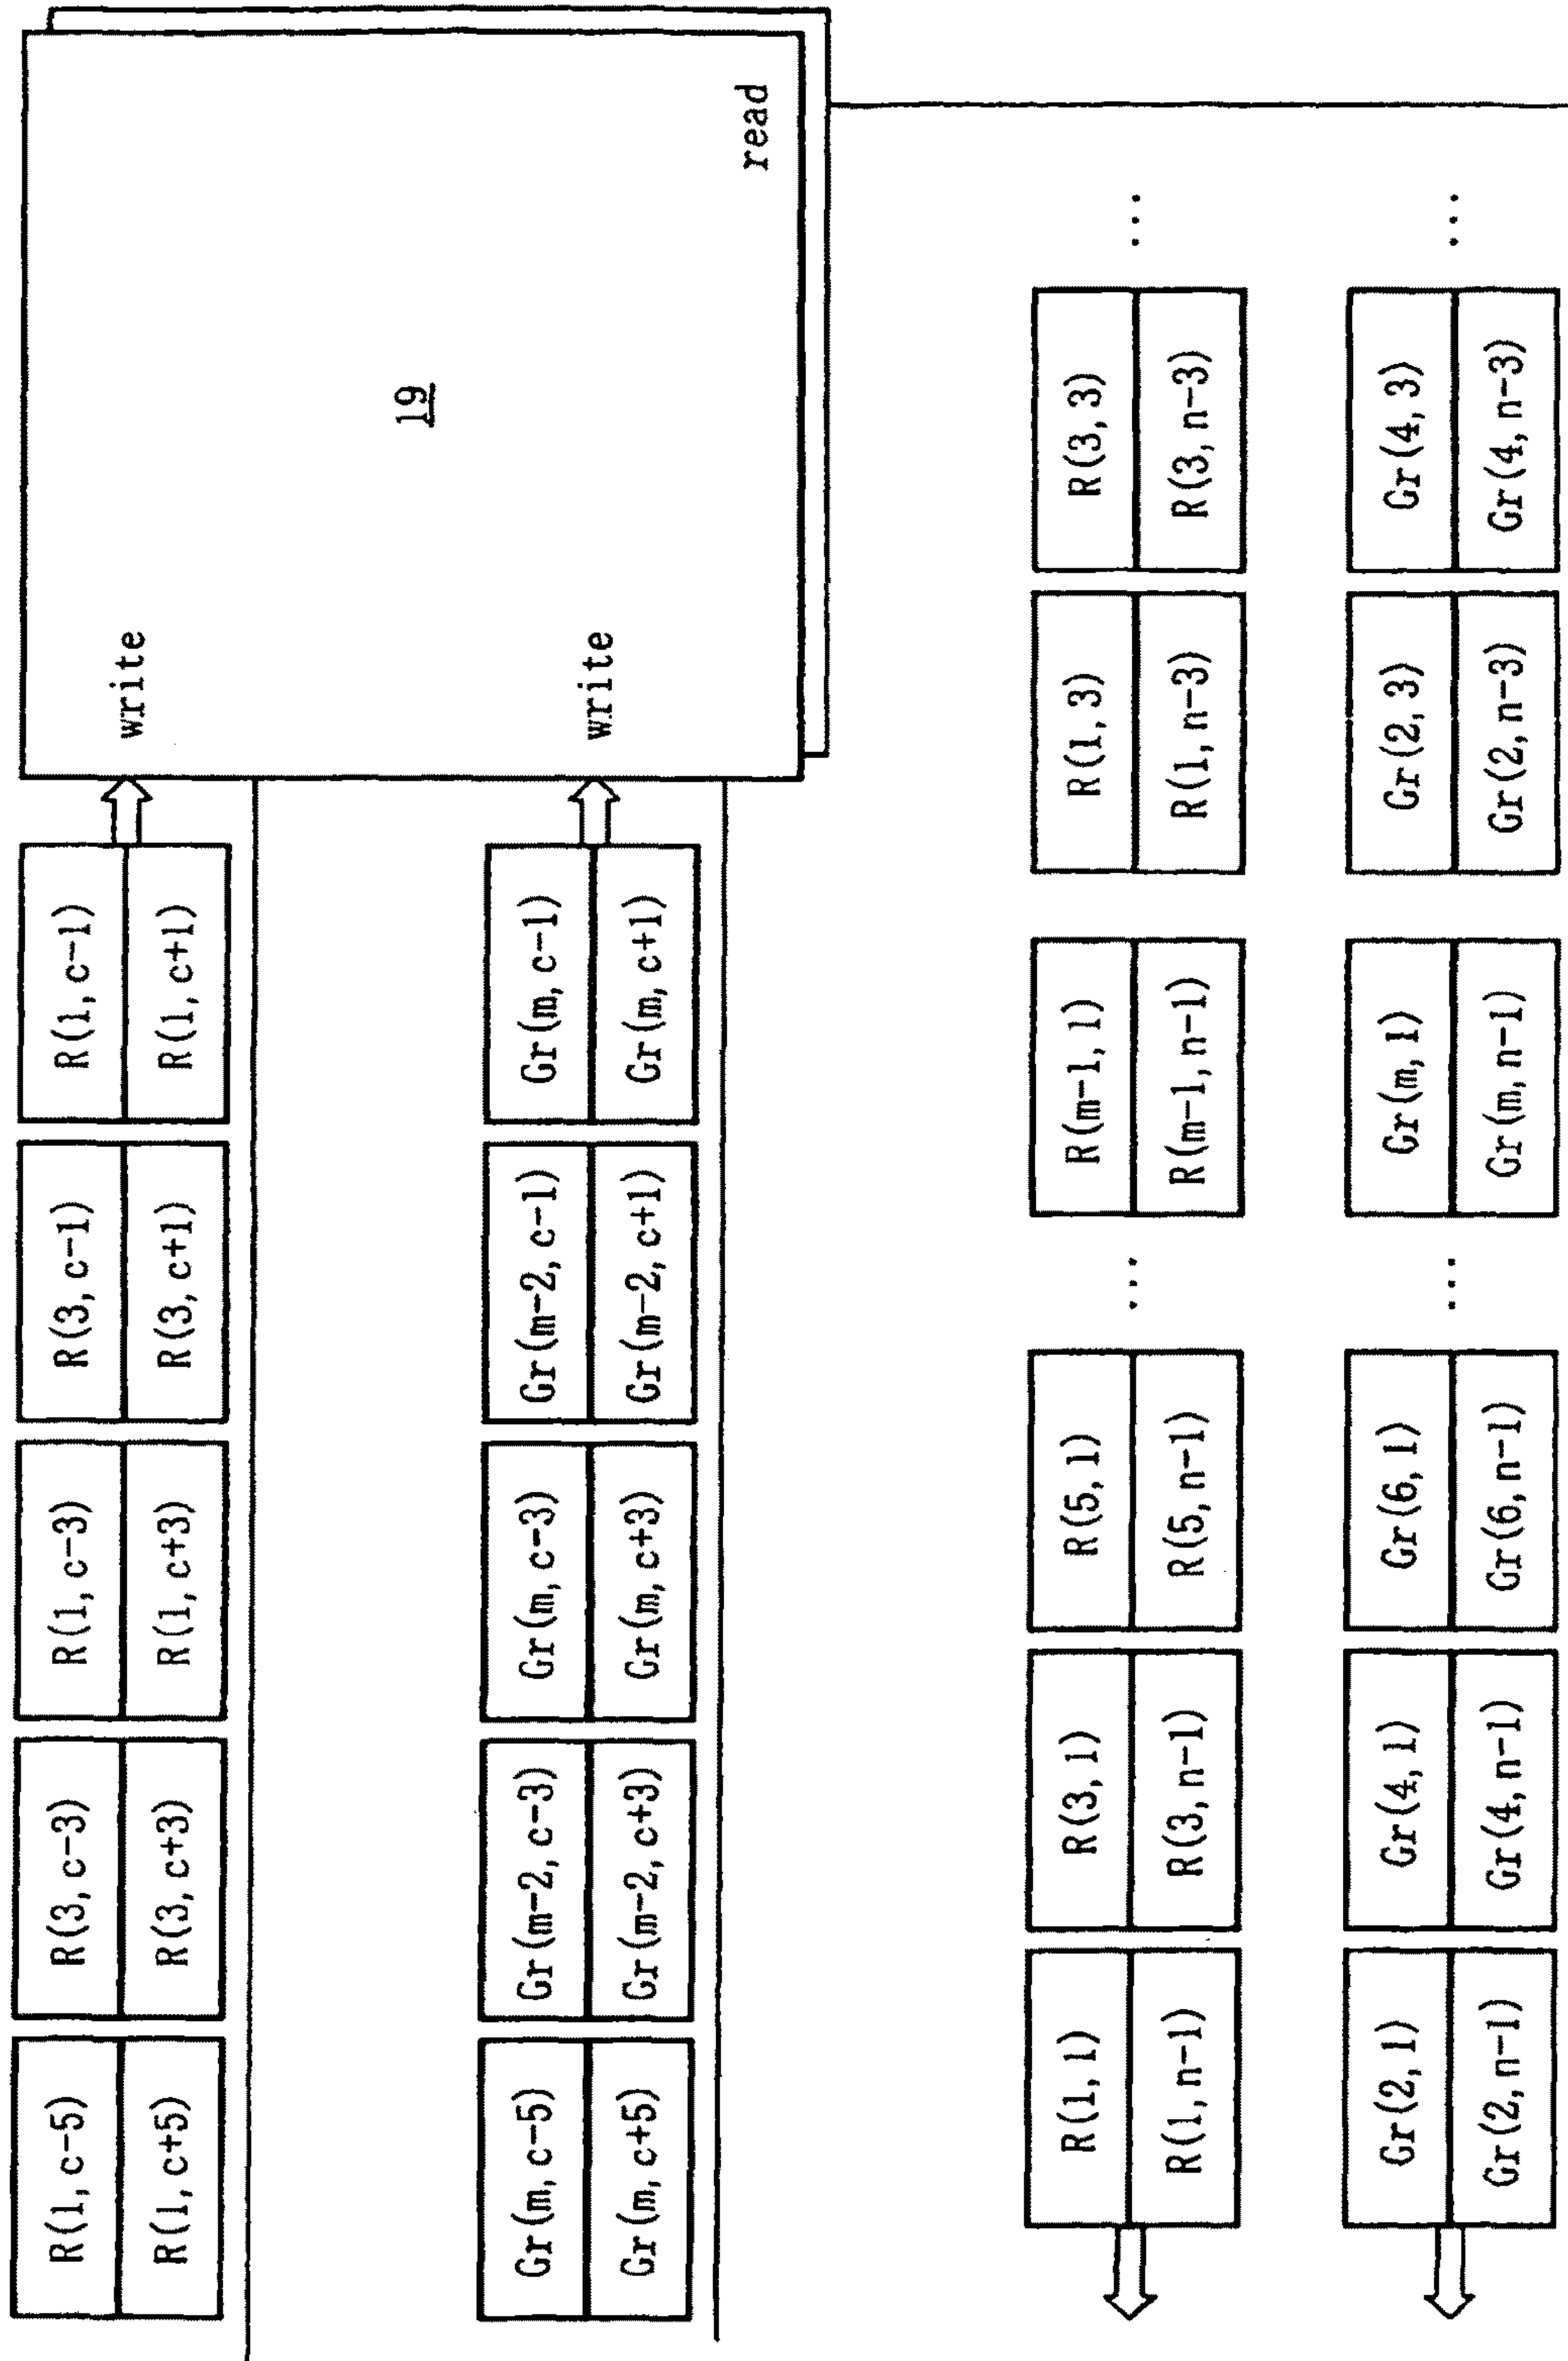 R(1,c-5) R(3,c-3) R(1,c-3) R(3,c-1) R(1,c-1) write
R(1,c+5) R(3,c+3) R(1,c+3) R(3,c+1) R(1,c+1)
19
Gr(m,c-5) Gr(m-2,c-3) Gr(m,c-3) Gr(m-2,c-1) Gr(m,c-1) write
Gr(m,c+5) Gr(m-2,c+3) Gr(m,c+3) Gr(m-2,c+1) Gr(m,c+1)
read
R(1,1) R(3,1) R(5,1) ... R(m-1,1) R(1,3) R(3,3) ...
R(1,n-1) R(3,n-1) R(5,n-1) R(m-1,n-1) R(1,n-3) R(3,n-3)
Gr(2,1) Gr(4,1) Gr(6,1) ... Gr(m,1) Gr(2,3) Gr(4,3) ...
Gr(2,n-1) Gr(4,n-1) Gr(6,n-1) Gr(m,n-1) Gr(2,n-3) Gr(4,n-3)